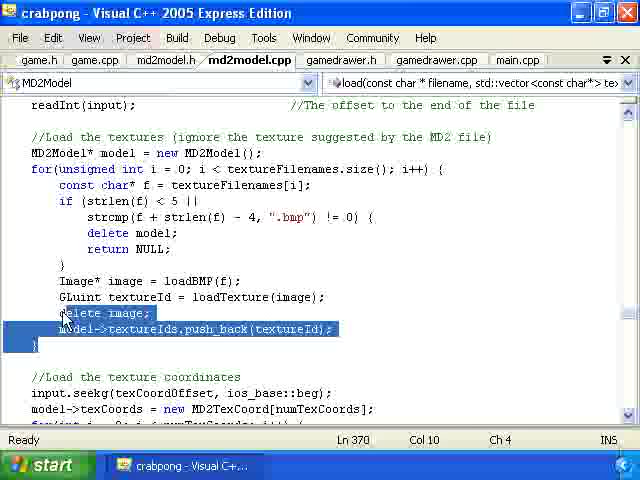 crabpong - Visual C++ 2005 Express Edition
File Edit View Project Build Debug Tools Window Community Help
game.h game.cpp md2model.h md2model.cpp gamedrawer.h gamedrawer.cpp main.cpp
MD2Model load(const char * filename, std::vector<const char*> tex
readInt(input); //The offset to the end of the file
//Load the textures (ignore the texture suggested by the MD2 file)
MD2Model* model = new MD2Model();
for(unsigned int i = 0; i < textureFilenames.size(); i++) {
const char* f = textureFilenames[i];
if (strlen(f) < 5 ||
strcmp(f + strlen(f) - 4, ".bmp") != 0) {
delete model;
return NULL;
}
Image* image = loadBMP(f);
GLuint textureId = loadTexture(image);
delete image;
model->textureIds.push_back(textureId);
}
//Load the texture coordinates
input.seekg(texCoordOffset, ios_base::beg);
model->texCoords = new MD2TexCoord[numTexCoords];
Ready Ln 370 Col 10 Ch 4 INS
start crabpong - Visual C+...